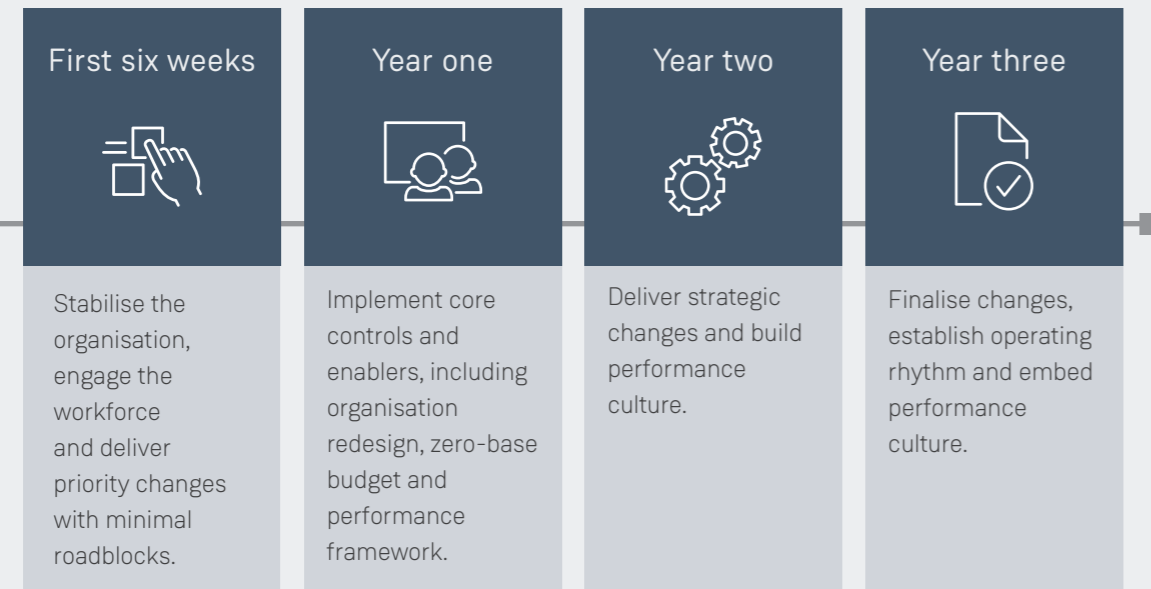 First six weeks
Stabilise the
organisation,
engage the
workforce
and deliver
priority changes
with minimal
roadblocks.
Year one
Implement core
controls and
enablers, including
organisation
redesign, zero-base
budget and
performance
framework.
Year two
Deliver strategic
changes and build
performance
culture.
Year three
Finalise changes,
establish operating
rhythm and embed
performance
culture.